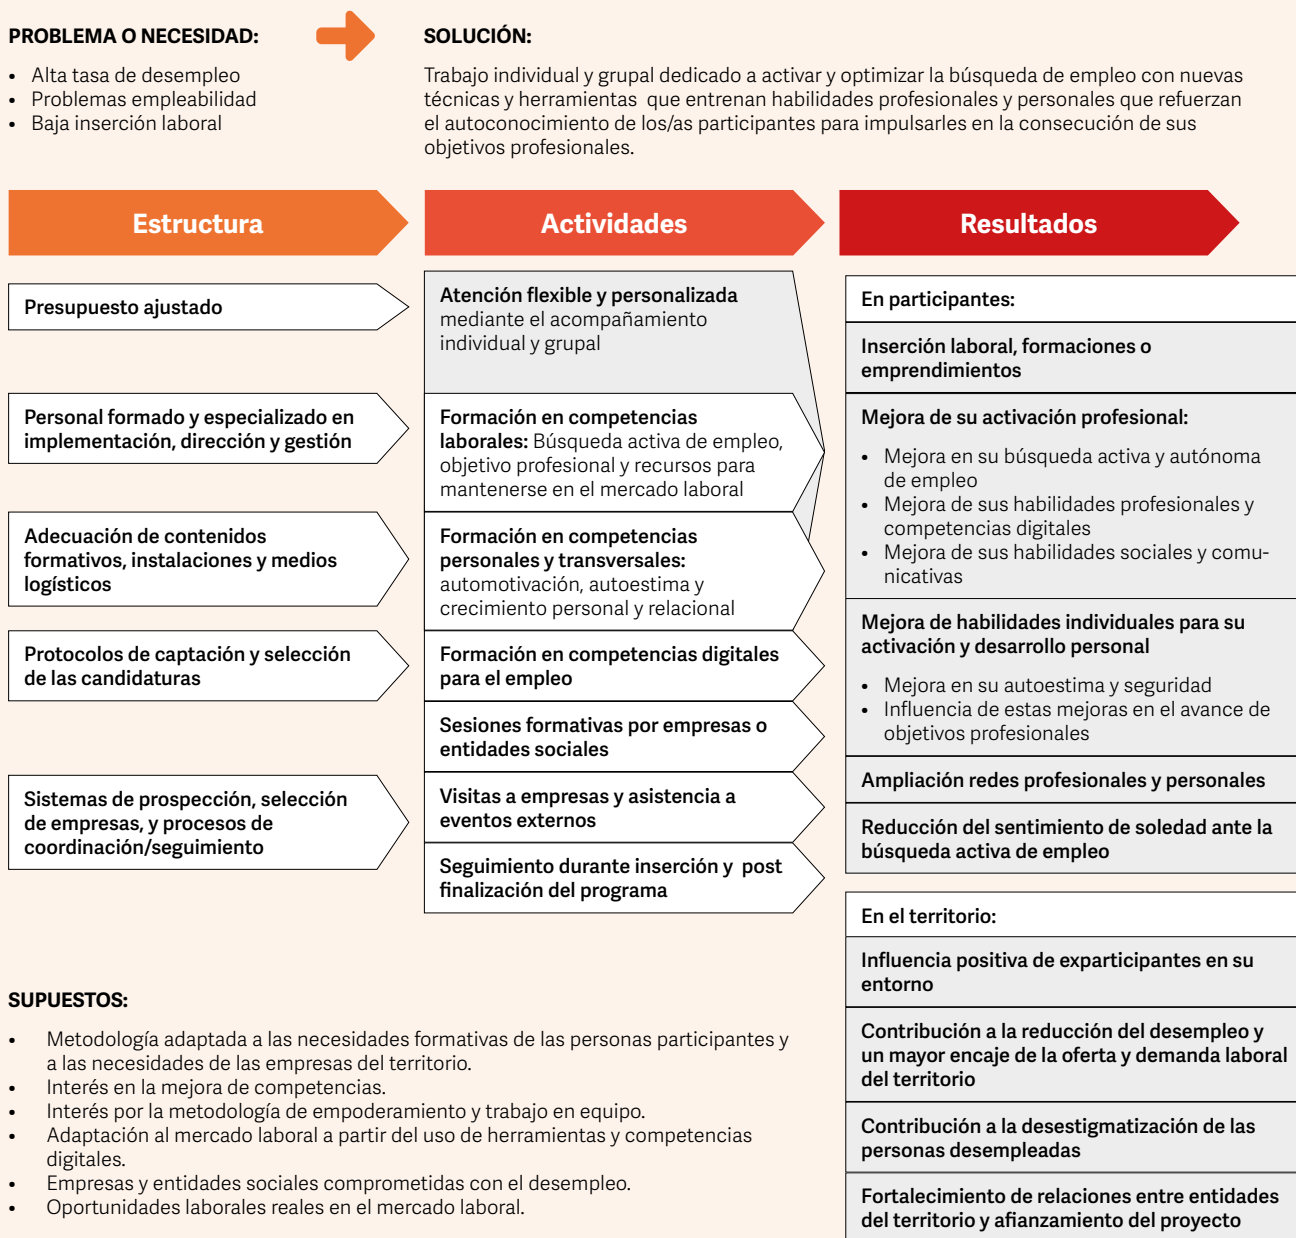 PROBLEMA O NECESIDAD:
• Alta tasa de desempleo
• Problemas empleabilidad
• Baja inserción laboral
SOLUCIÓN:
Trabajo individual y grupal dedicado a activar y optimizar la búsqueda de empleo con nuevas
técnicas y herramientas que entrenan habilidades profesionales y personales que refuerzan
el autoconocimiento de los/as participantes para impulsarles en la consecución de sus
objetivos profesionales.
Estructura
Presupuesto ajustado
Personal formado y especializado en
implementación, dirección y gestión
Adecuación de contenidos
formativos, instalaciones y medios
logísticos
Protocolos de captación y selección
de las candidaturas
Sistemas de prospección, selección
de empresas, y procesos de
coordinación/seguimiento
Actividades
Atención flexible y personalizada
mediante el acompañamiento
individual y grupal
Formación en competencias
laborales: Búsqueda activa de empleo,
objetivo profesional y recursos para
mantenerse en el mercado laboral
Formación en competencias
personales y transversales:
automotivación, autoestima y
crecimiento personal y relacional
Formación en competencias digitales
para el empleo
Sesiones formativas por empresas o
entidades sociales
Visitas a empresas y asistencia a
eventos externos
Seguimiento durante inserción y post
finalización del programa
Resultados
En participantes:
Inserción laboral, formaciones o
emprendimientos
Mejora de su activación profesional:
• Mejora en su búsqueda activa y autónoma
de empleo
• Mejora de sus habilidades profesionales y
competencias digitales
• Mejora de sus habilidades sociales y comu-
nicativas
Mejora de habilidades individuales para su
activación y desarrollo personal
• Mejora en su autoestima y seguridad
• Influencia de estas mejoras en el avance de
objetivos profesionales
Ampliación redes profesionales y personales
Reducción del sentimiento de soledad ante la
búsqueda activa de empleo
En el territorio:
Influencia positiva de exparticipantes en su
entorno
Contribución a la reducción del desempleo y
un mayor encaje de la oferta y demanda laboral
del territorio
Contribución a la desestigmatización de las
personas desempleadas
Fortalecimiento de relaciones entre entidades
del territorio y afianzamiento del proyecto
SUPUESTOS:
• Metodología adaptada a las necesidades formativas de las personas participantes y
a las necesidades de las empresas del territorio.
• Interés en la mejora de competencias.
• Interés por la metodología de empoderamiento y trabajo en equipo.
• Adaptación al mercado laboral a partir del uso de herramientas y competencias
digitales.
• Empresas y entidades sociales comprometidas con el desempleo.
• Oportunidades laborales reales en el mercado laboral.